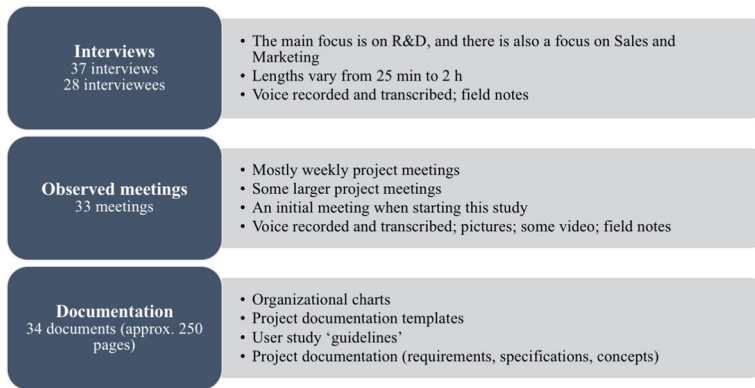 Interviews
37 interviews
28 interviewees
• The main focus is on R&D, and there is also a focus on Sales and
Marketing
• Lengths vary from 25 min to 2 h
• Voice recorded and transcribed; field notes
Observed meetings
33 meetings
• Mostly weekly project meetings
• Some larger project meetings
• An initial meeting when starting this study
• Voice recorded and transcribed; pictures; some video; field notes
Documentation
34 documents (approx. 250
pages)
• Organizational charts
• Project documentation templates
• User study ‘guidelines’
• Project documentation (requirements, specifications, concepts)